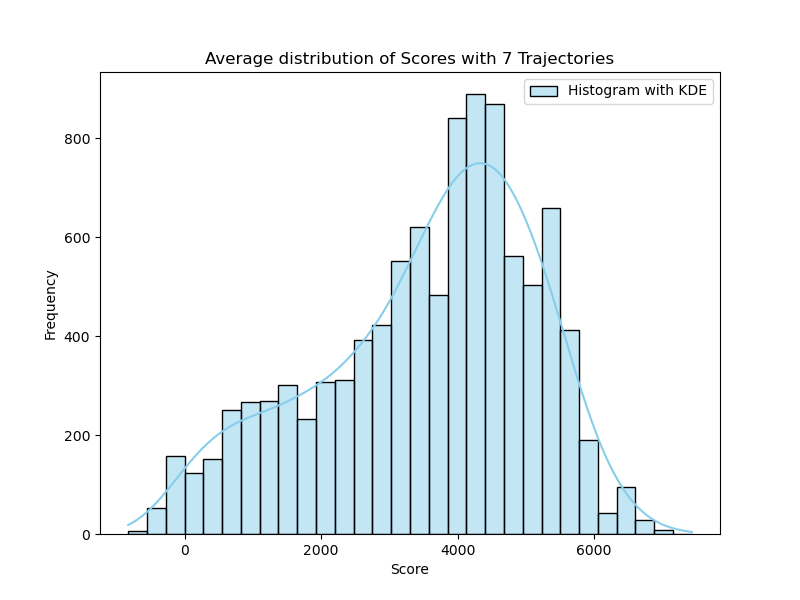 Average distribution of Scores with 7 Trajectories
Histogram with KDE
Frequency
800
600
400
200
0
0 2000 4000 6000
Score